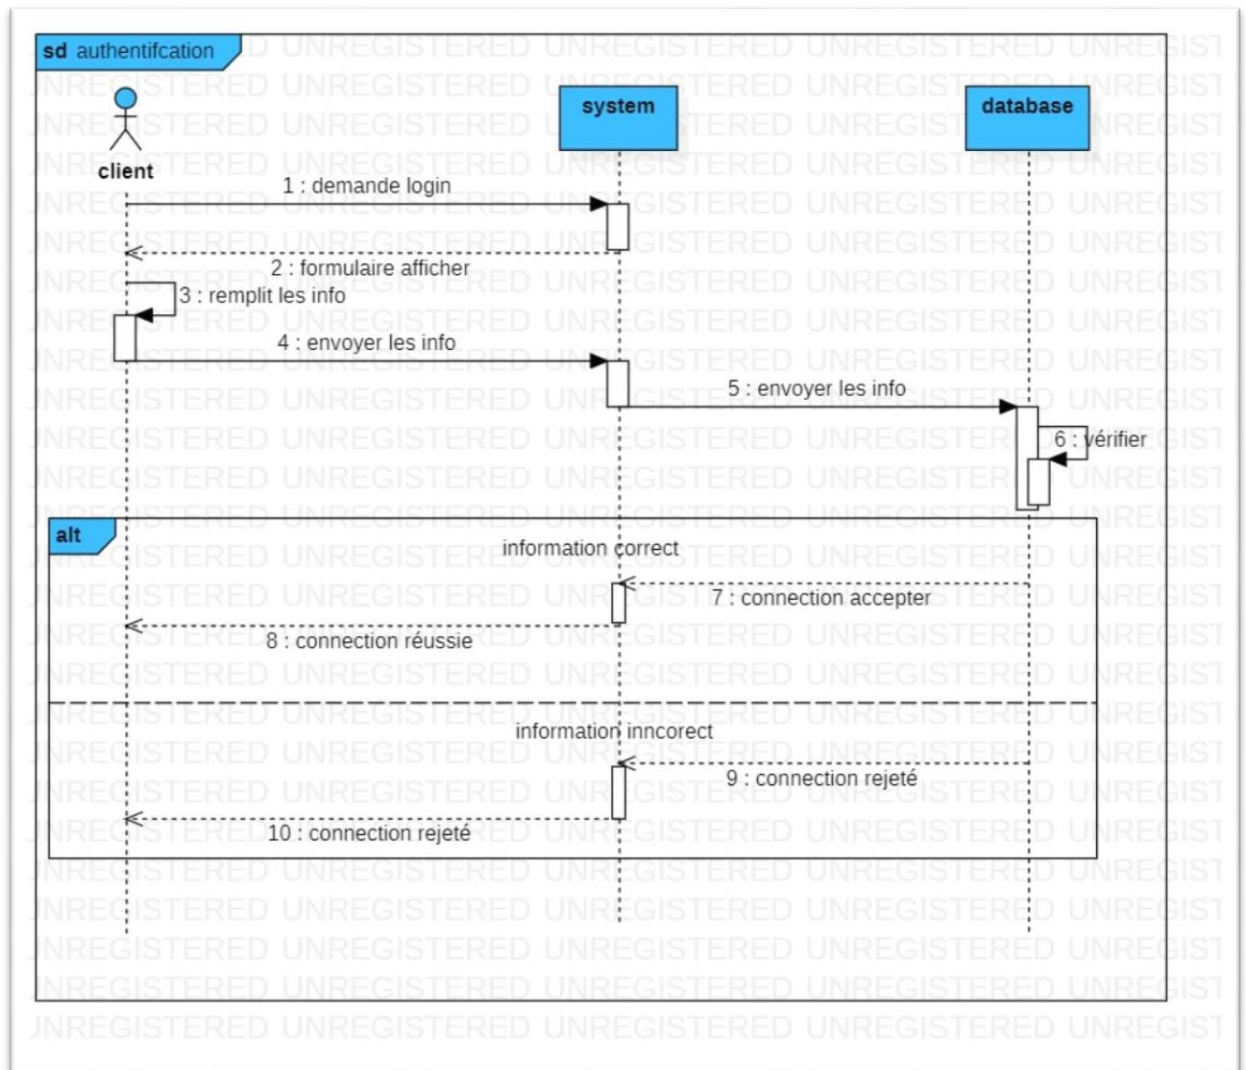 sd authentifcation
client
system
database
1 : demande login
2 : formulaire afficher
3 : remplit les info
4 : envoyer les info
5 : envoyer les info
6 : vérifier
alt
information correct
7 : connection accepter
8 : connection réussie
information inncorect
9 : connection rejeté
10 : connection rejeté
UNREGISTERED